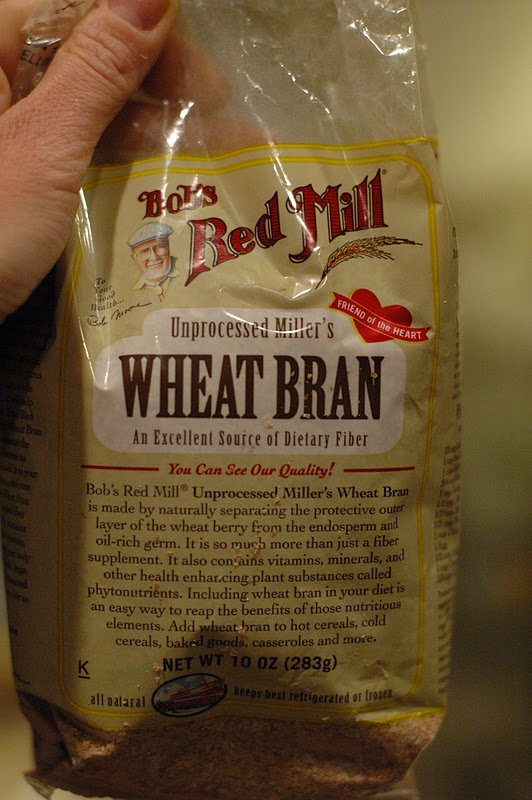 Bob's
Red Mill®
To
Your
Good
Health...
Bob Moore
FRIEND of the HEART
Unprocessed Miller's
WHEAT BRAN
An Excellent Source of Dietary Fiber
You Can See Our Quality!
Bob's Red Mill® Unprocessed Miller's Wheat Bran
is made by naturally separating the protective outer
layer of the wheat berry from the endosperm and
oil-rich germ. It is so much more than just a fiber
supplement. It also contains vitamins, minerals, and
other health enhancing plant substances called
phytonutrients. Including wheat bran in your diet is
an easy way to reap the benefits of those nutritious
elements. Add wheat bran to hot cereals, cold
cereals, baked goods, casseroles and more.
NET WT 10 OZ (283g)
K
all natural
keeps best refrigerated or frozen